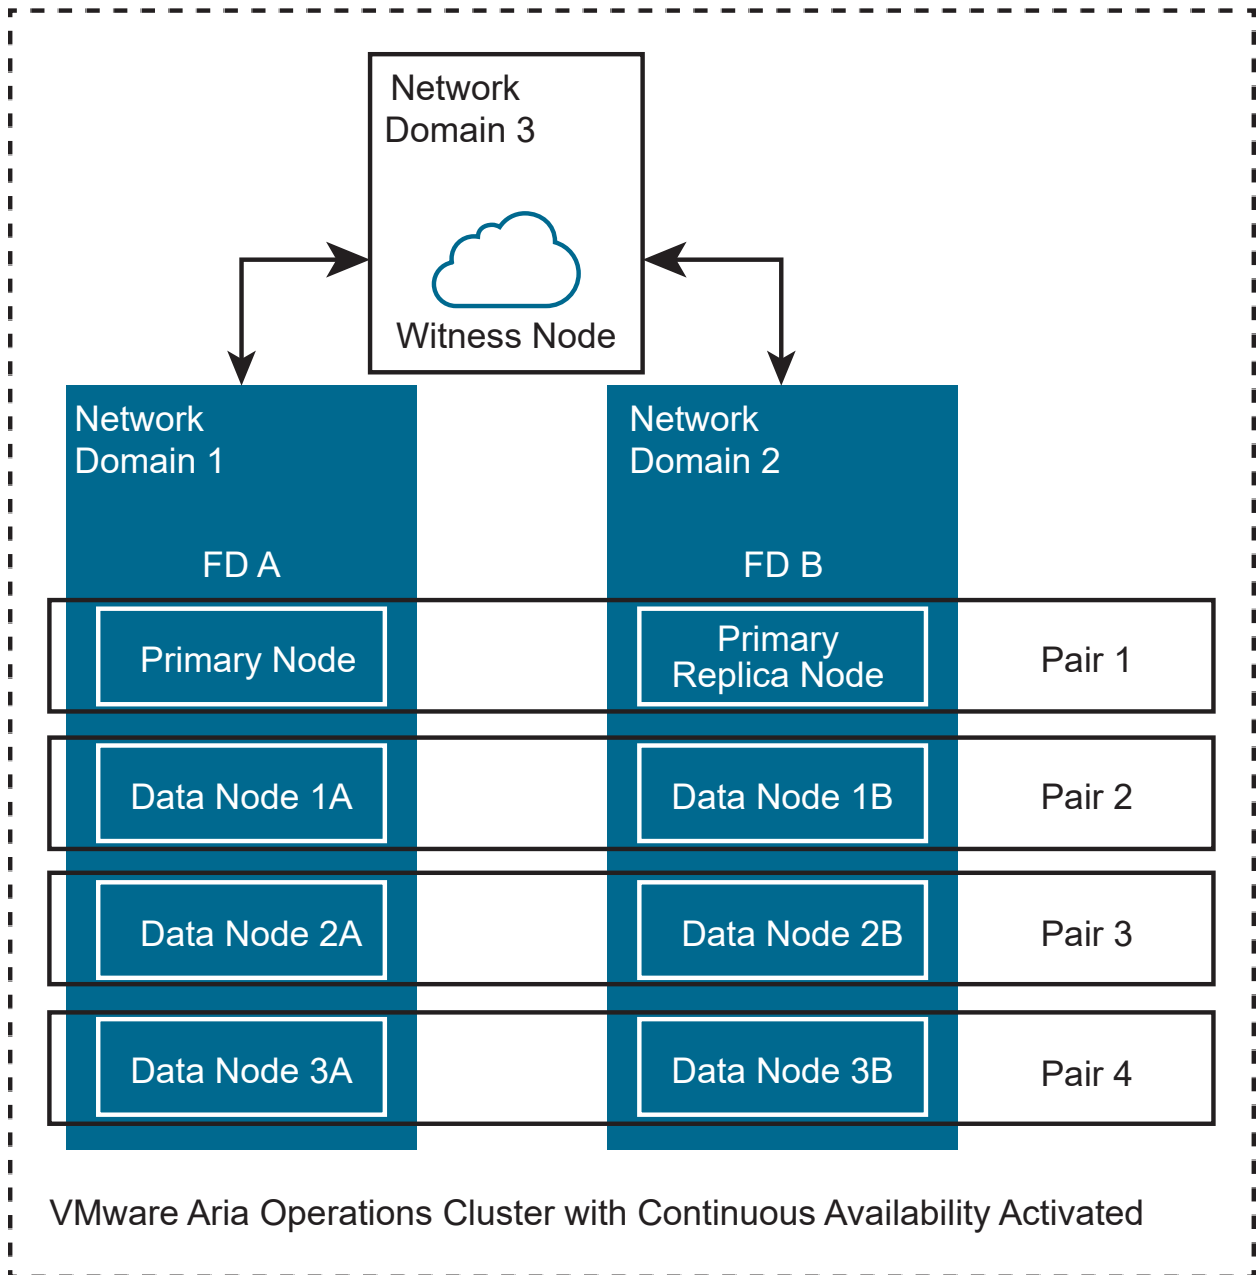 Network
Domain 3
Witness Node
Network
Domain 1
Network
Domain 2
FD A
FD B
Primary Node
Primary
Replica Node
Pair 1
Data Node 1A
Data Node 1B
Pair 2
Data Node 2A
Data Node 2B
Pair 3
Data Node 3A
Data Node 3B
Pair 4
VMware Aria Operations Cluster with Continuous Availability Activated